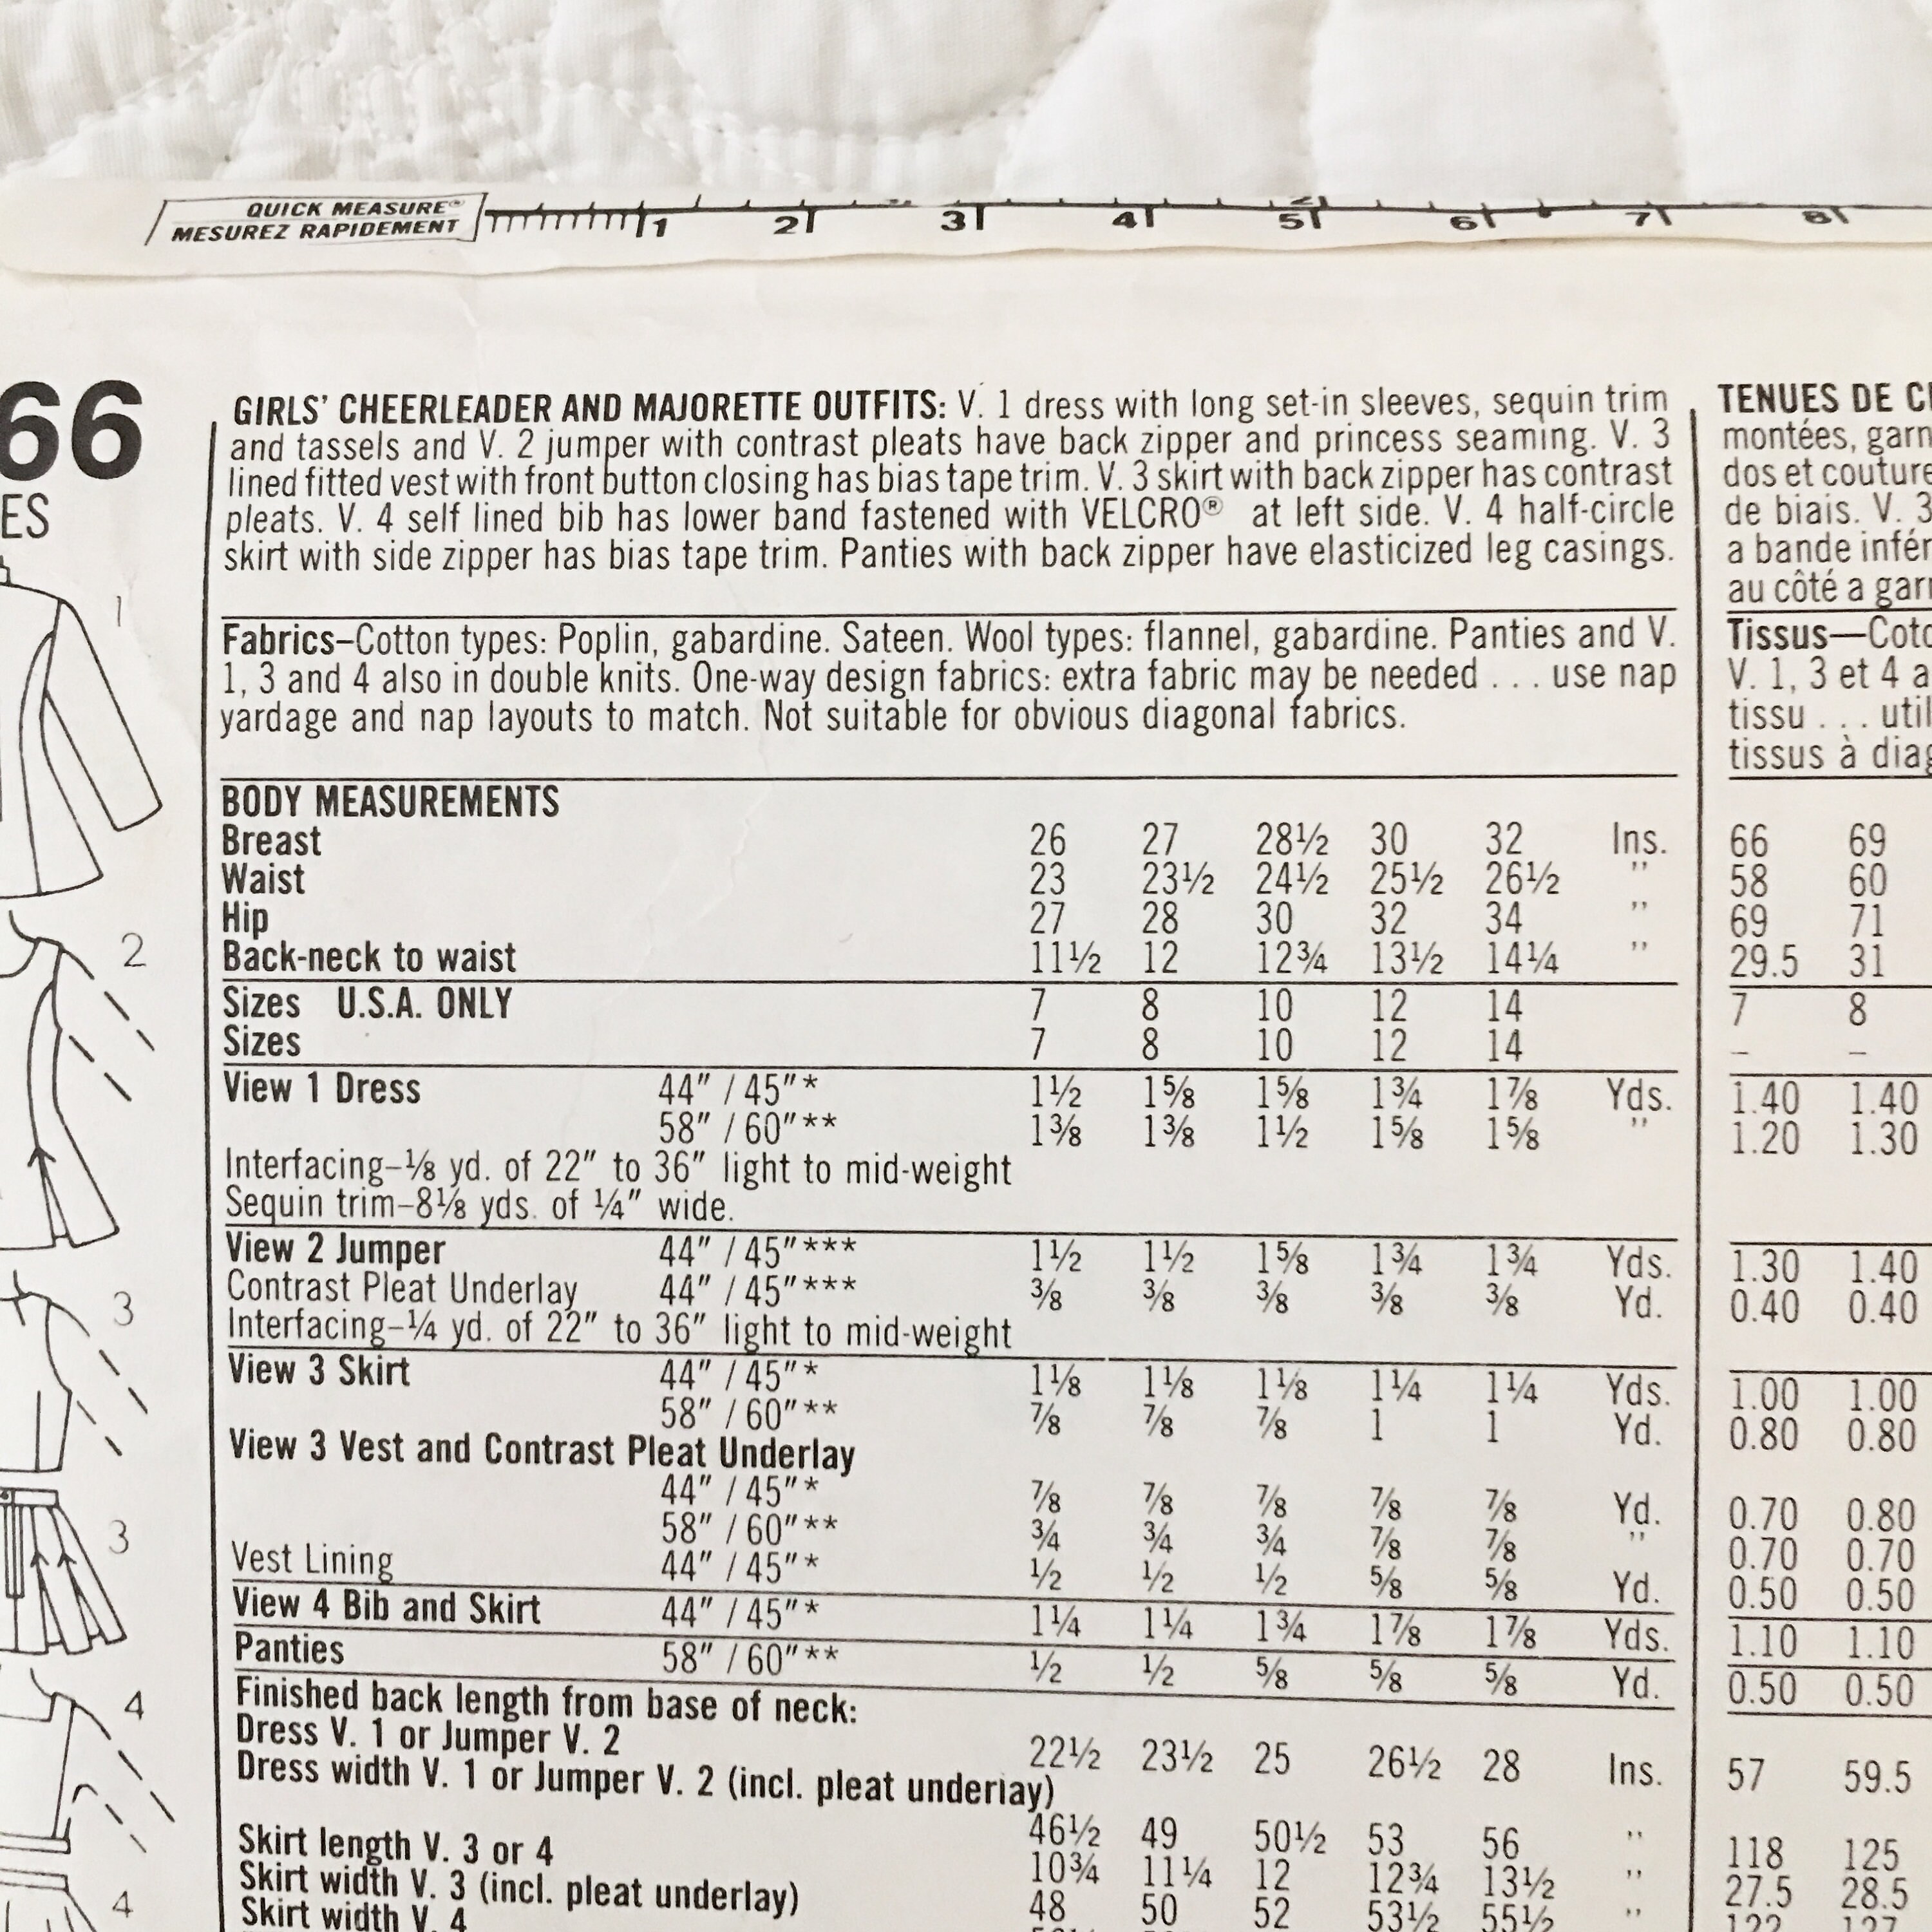 QUICK MEASURE®
MESUREZ RAPIDEMENT
1 2 3 4 5 6 7 8
66
ES
1
2
3
3
4
4
GIRLS' CHEERLEADER AND MAJORETTE OUTFITS: V. 1 dress with long set-in sleeves, sequin trim
and tassels and V. 2 jumper with contrast pleats have back zipper and princess seaming. V. 3
lined fitted vest with front button closing has bias tape trim. V. 3 skirt with back zipper has contrast
pleats. V. 4 self lined bib has lower band fastened with VELCRO® at left side. V. 4 half-circle
skirt with side zipper has bias tape trim. Panties with back zipper have elasticized leg casings.
Fabrics–Cotton types: Poplin, gabardine. Sateen. Wool types: flannel, gabardine. Panties and V.
1, 3 and 4 also in double knits. One-way design fabrics: extra fabric may be needed . . . use nap
yardage and nap layouts to match. Not suitable for obvious diagonal fabrics.
BODY MEASUREMENTS
Breast 26 27 28½ 30 32 Ins.
Waist 23 23½ 24½ 25½ 26½ ''
Hip 27 28 30 32 34 ''
Back-neck to waist 11½ 12 12¾ 13½ 14¼ ''
Sizes U.S.A. ONLY 7 8 10 12 14
Sizes 7 8 10 12 14
View 1 Dress 44" / 45"* 1½ 1⅝ 1⅝ 1¾ 1⅞ Yds.
58" / 60"** 1⅜ 1⅜ 1½ 1⅝ 1⅝ ''
Interfacing–⅛ yd. of 22" to 36" light to mid-weight
Sequin trim–8⅛ yds. of ¼" wide.
View 2 Jumper 44" / 45"*** 1½ 1½ 1⅝ 1¾ 1¾ Yds.
Contrast Pleat Underlay 44" / 45"*** ⅜ ⅜ ⅜ ⅜ ⅜ Yd.
Interfacing–¼ yd. of 22" to 36" light to mid-weight
View 3 Skirt 44" / 45"* 1⅛ 1⅛ 1⅛ 1¼ 1¼ Yds.
58" / 60"** ⅞ ⅞ ⅞ 1 1 Yd.
View 3 Vest and Contrast Pleat Underlay
44" / 45"* ⅞ ⅞ ⅞ ⅞ ⅞ Yd.
58" / 60"** ¾ ¾ ¾ ⅞ ⅞ ''
Vest Lining 44" / 45"* ½ ½ ½ ⅝ ⅝ Yd.
View 4 Bib and Skirt 44" / 45"* 1¼ 1¼ 1¾ 1⅞ 1⅞ Yds.
Panties 58" / 60"** ½ ½ ⅝ ⅝ ⅝ Yd.
Finished back length from base of neck:
Dress V. 1 or Jumper V. 2 22½ 23½ 25 26½ 28 Ins.
Dress width V. 1 or Jumper V. 2 (incl. pleat underlay)
46½ 49 50½ 53 56 ''
Skirt length V. 3 or 4 10¾ 11¼ 12 12¾ 13½ ''
Skirt width V. 3 (incl. pleat underlay) 48 50 52 53½ 55½ ''
Skirt width V. 4
TENUES DE C
montées, garn
dos et couture
de biais. V. 3
a bande infér
au côté a garn
Tissus—Coto
V. 1, 3 et 4 a
tissu . . . util
tissus à diag
66 69
58 60
69 71
29.5 31
7 8
– –
1.40 1.40
1.20 1.30
1.30 1.40
0.40 0.40
1.00 1.00
0.80 0.80
0.70 0.80
0.70 0.70
0.50 0.50
1.10 1.10
0.50 0.50
57 59.5
118 125
27.5 28.5
122 127